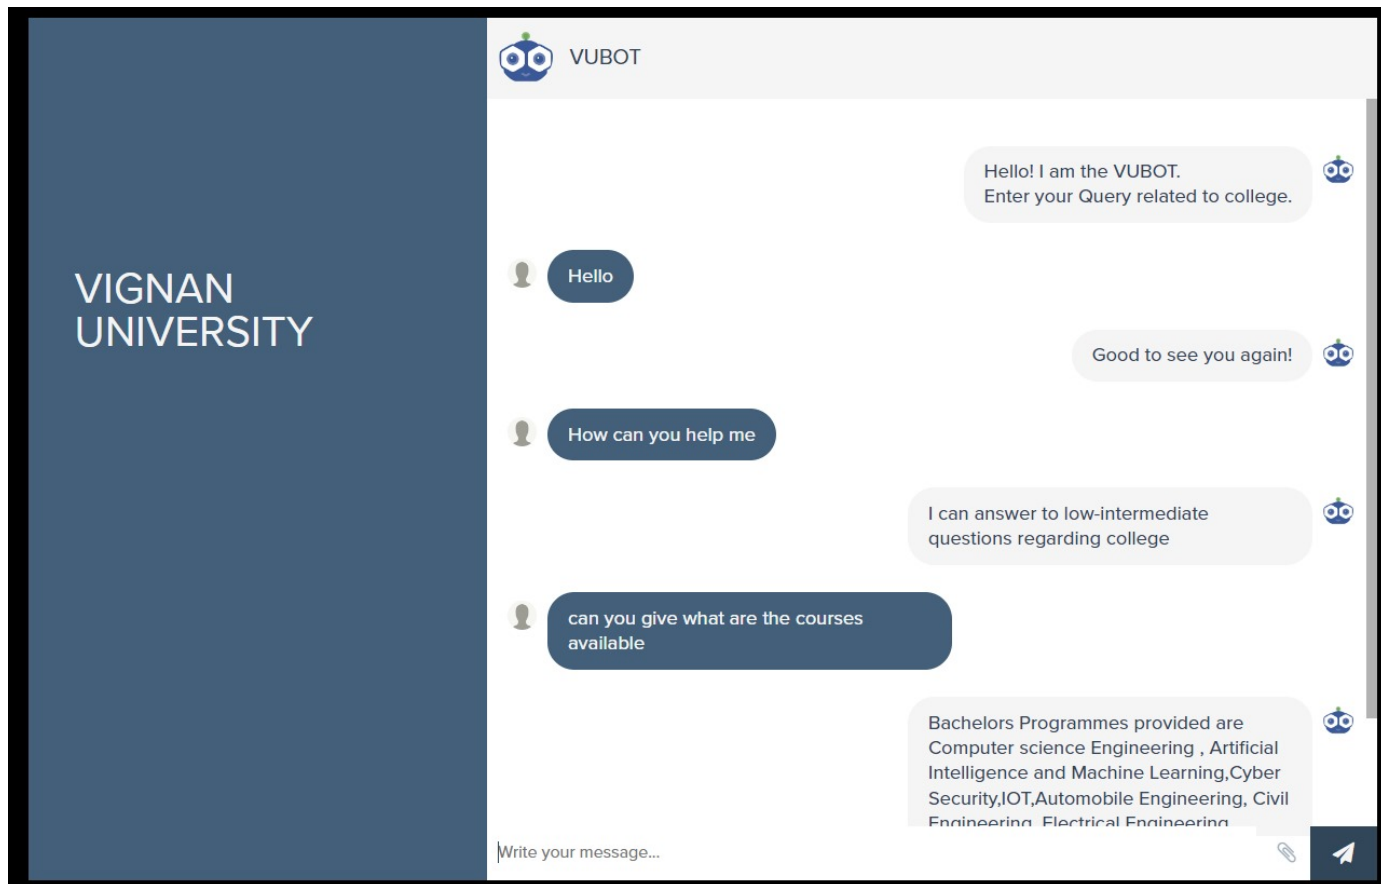 VUBOT
VIGNAN
UNIVERSITY
Hello! I am the VUBOT.
Enter your Query related to college.
Hello
Good to see you again!
How can you help me
I can answer to low-intermediate
questions regarding college
can you give what are the courses
available
Bachelors Programmes provided are
Computer science Engineering , Artificial
Intelligence and Machine Learning,Cyber
Security,IOT,Automobile Engineering, Civil
Engineering, Electrical Engineering
Write your message...